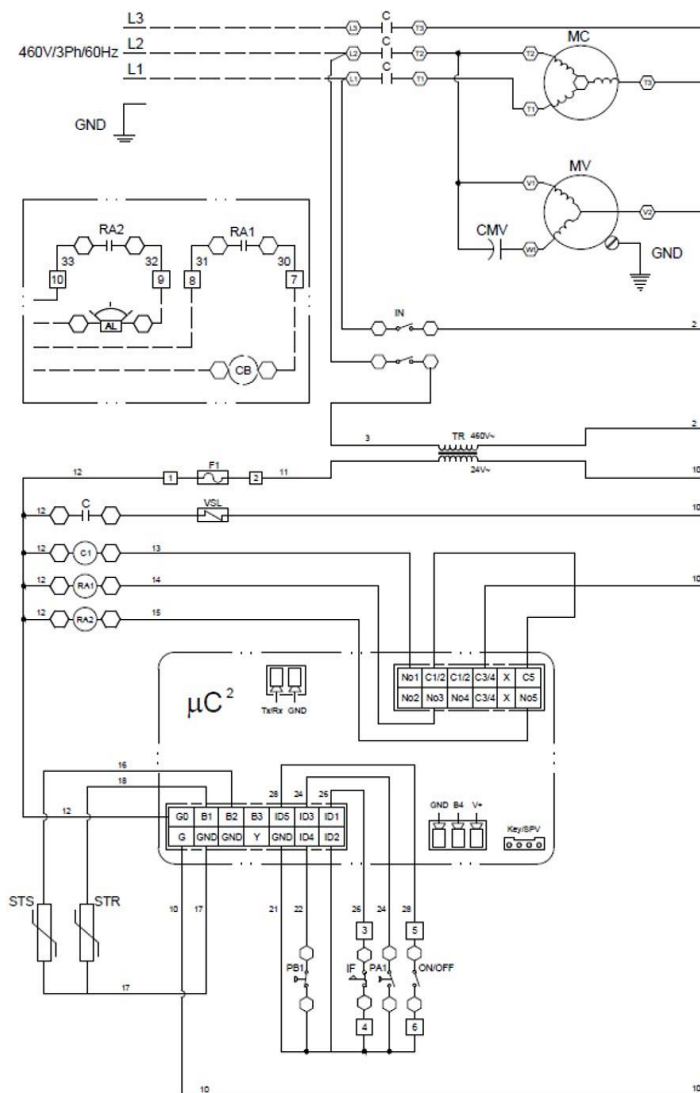 L3 L3 C T3
460V/3Ph/60Hz L2 L2 C T2 T2 MC
L1 L1 C T1 T1 T3
GND
MV
V1 V2
CMV W1
GND
RA2 RA1
33 32 31 30
10 9 8 7
AL
CB
IN
2
3 TR 460V~ 2
12 1 F1 2 11 24V~ 10
12 C VSL 10
12 C1 13
12 RA1 14 10
12 RA2 15
No1 C1/2 C1/2 C3/4 X C5
No2 No3 No4 C3/4 X No5
μC²
Tx/Rx GND
16
18 28 24 26
12 G0 B1 B2 B3 ID5 ID3 ID1
G GND GND Y GND ID4 ID2
GND B4 V+
Key/SPV
STS STR
10 17 21 22 26 24 28
3 5
PB1 IF PA1 ON/OFF
17
4 6
10 10